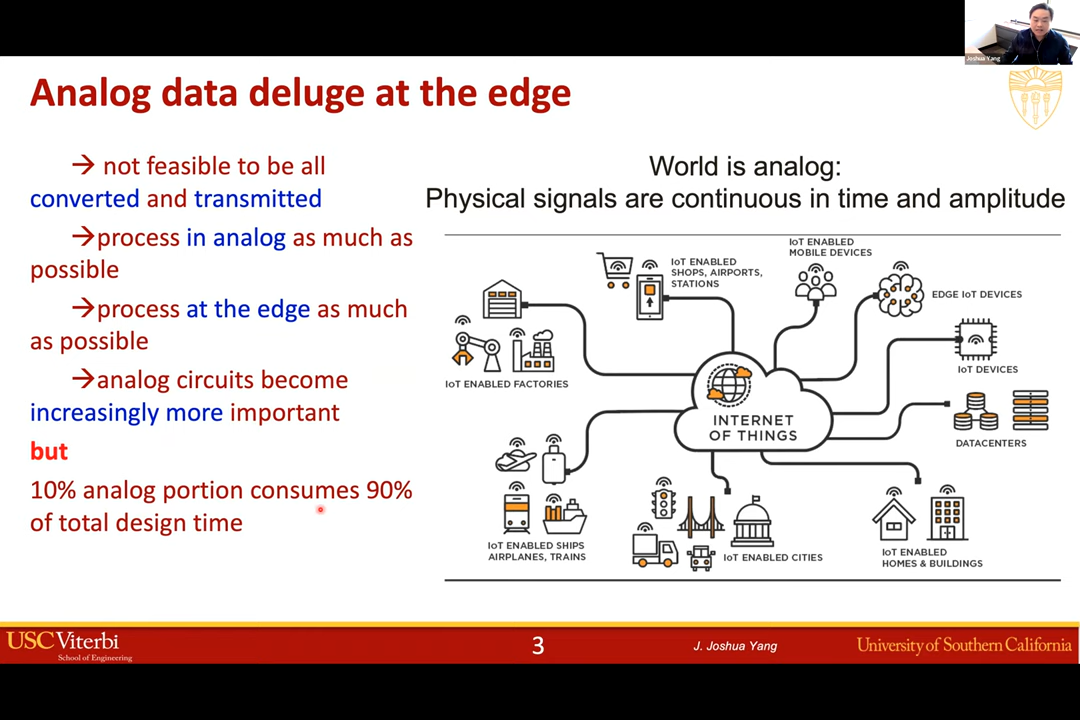 Joshua Yang
Analog data deluge at the edge
→ not feasible to be all
converted and transmitted
→process in analog as much as
possible
→process at the edge as much
as possible
→analog circuits become
increasingly more important
but
10% analog portion consumes 90%
of total design time
World is analog:
Physical signals are continuous in time and amplitude
IoT ENABLED
MOBILE DEVICES
IoT ENABLED
SHOPS, AIRPORTS,
STATIONS
EDGE IoT DEVICES
IoT DEVICES
IoT ENABLED FACTORIES
INTERNET
OF THINGS
DATACENTERS
IoT ENABLED SHIPS
AIRPLANES, TRAINS
IoT ENABLED CITIES
IoT ENABLED
HOMES & BUILDINGS
USC Viterbi
School of Engineering
3
J. Joshua Yang
University of Southern California